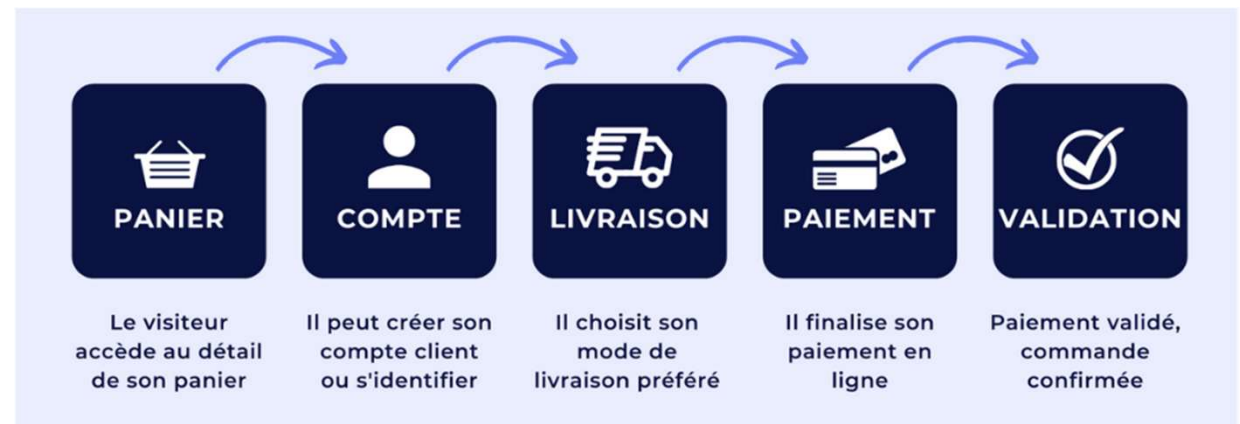 PANIER
Le visiteur
accède au détail
de son panier
COMPTE
Il peut créer son
compte client
ou s'identifier
LIVRAISON
Il choisit son
mode de
livraison préféré
PAIEMENT
Il finalise son
paiement en
ligne
VALIDATION
Paiement validé,
commande
confirmée